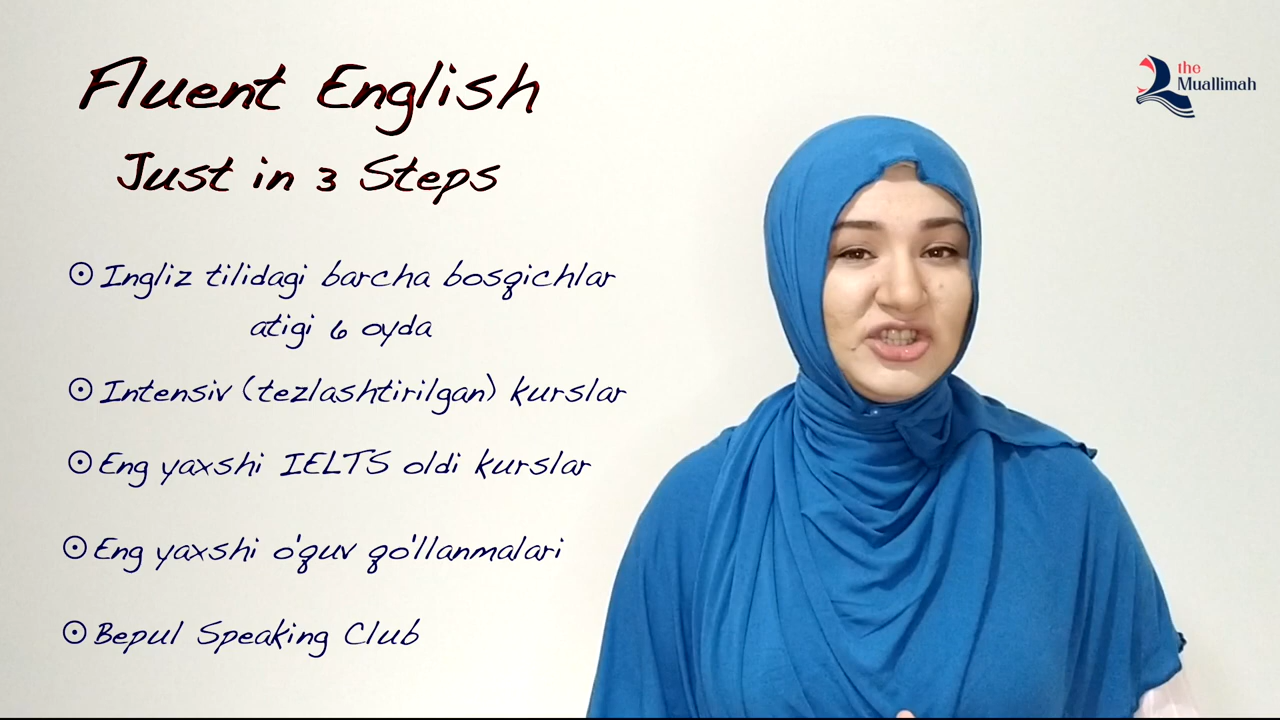 Fluent English
Just in 3 Steps
the
Muallimah
Ingliz tilidagi barcha bosqichlar
atigi 6 oyda
Intensiv (tezlashtirilgan) kurslar
Eng yaxshi IELTS oldi kurslar
Eng yaxshi o'quv qo'llanmalari
Bepul Speaking Club